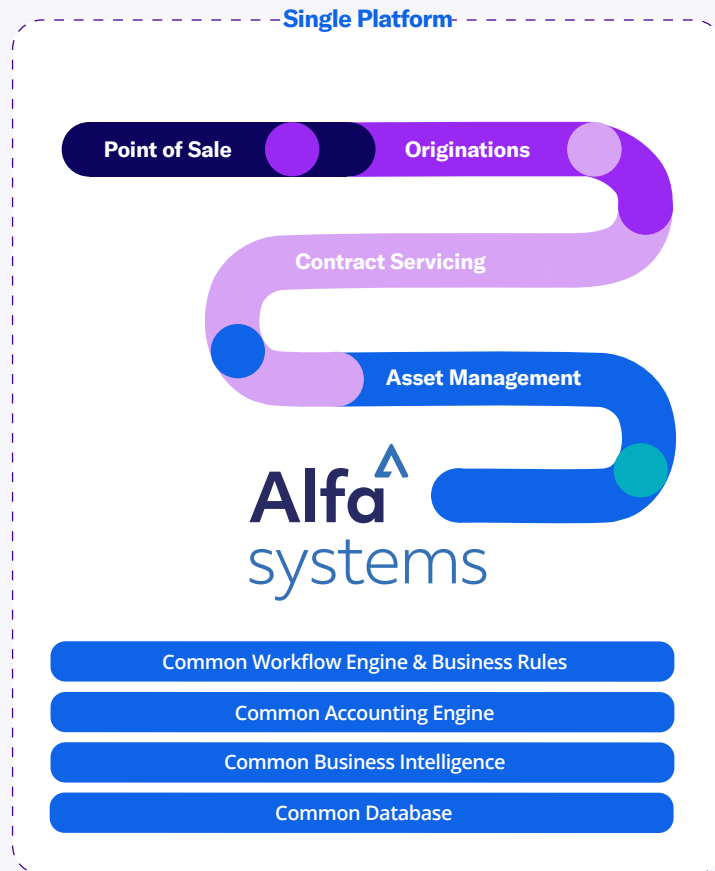 Single Platform
Point of Sale
Originations
Contract Servicing
Asset Management
Alfa
systems
Common Workflow Engine & Business Rules
Common Accounting Engine
Common Business Intelligence
Common Database